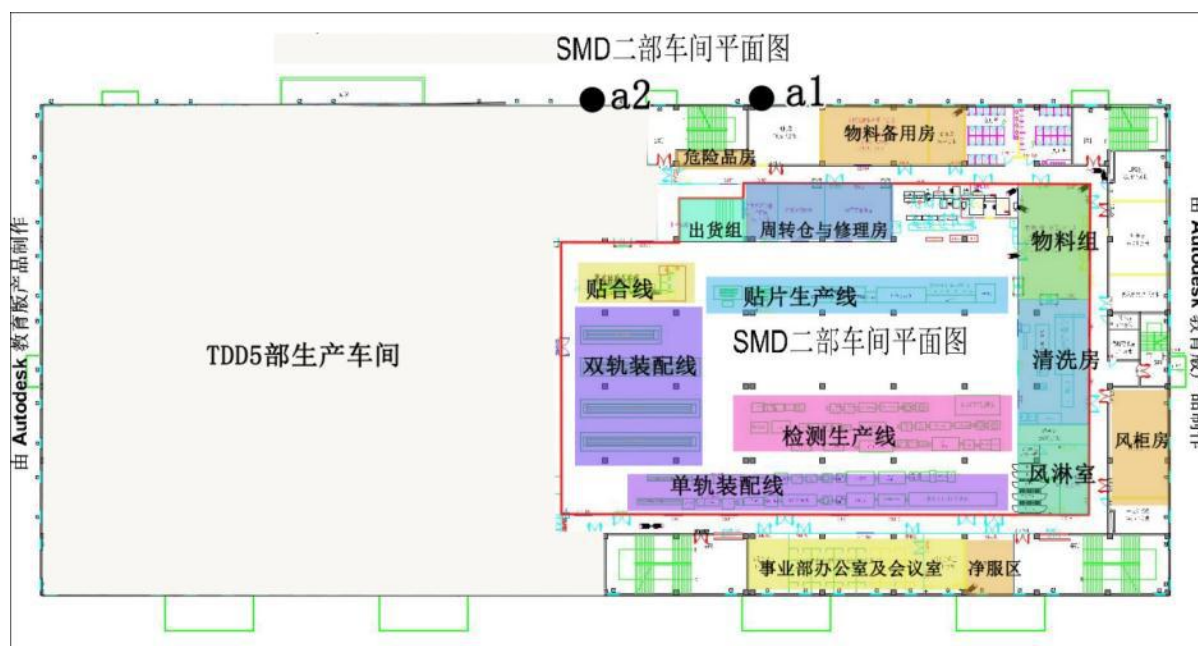 SMD二部车间平面图
a2
a1
物料备用房
危险品房
出货组
周转仓与修理房
物料组
贴合线
贴片生产线
SMD二部车间平面图
TDD5部生产车间
双轨装配线
清洗房
检测生产线
风柜房
单轨装配线
风淋室
事业部办公室及会议室
净服区
由 Autodesk 教育版产品制作
由 Autodesk 教育版产品制作